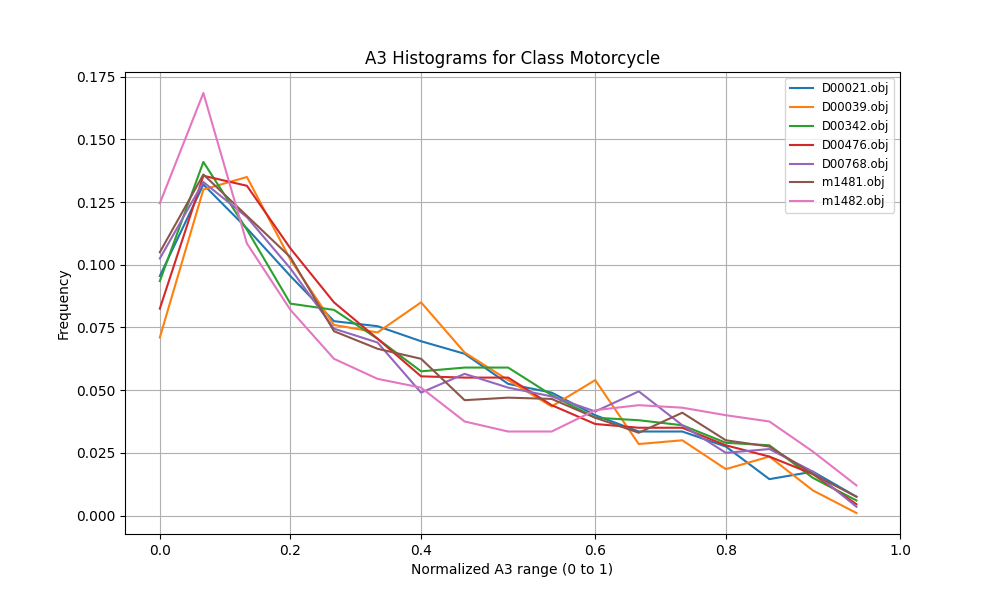 A3 Histograms for Class Motorcycle
0.175
0.150
0.125
0.100
0.075
0.050
0.025
0.000
Frequency
D00021.obj
D00039.obj
D00342.obj
D00476.obj
D00768.obj
m1481.obj
m1482.obj
0.0 0.2 0.4 0.6 0.8 1.0
Normalized A3 range (0 to 1)